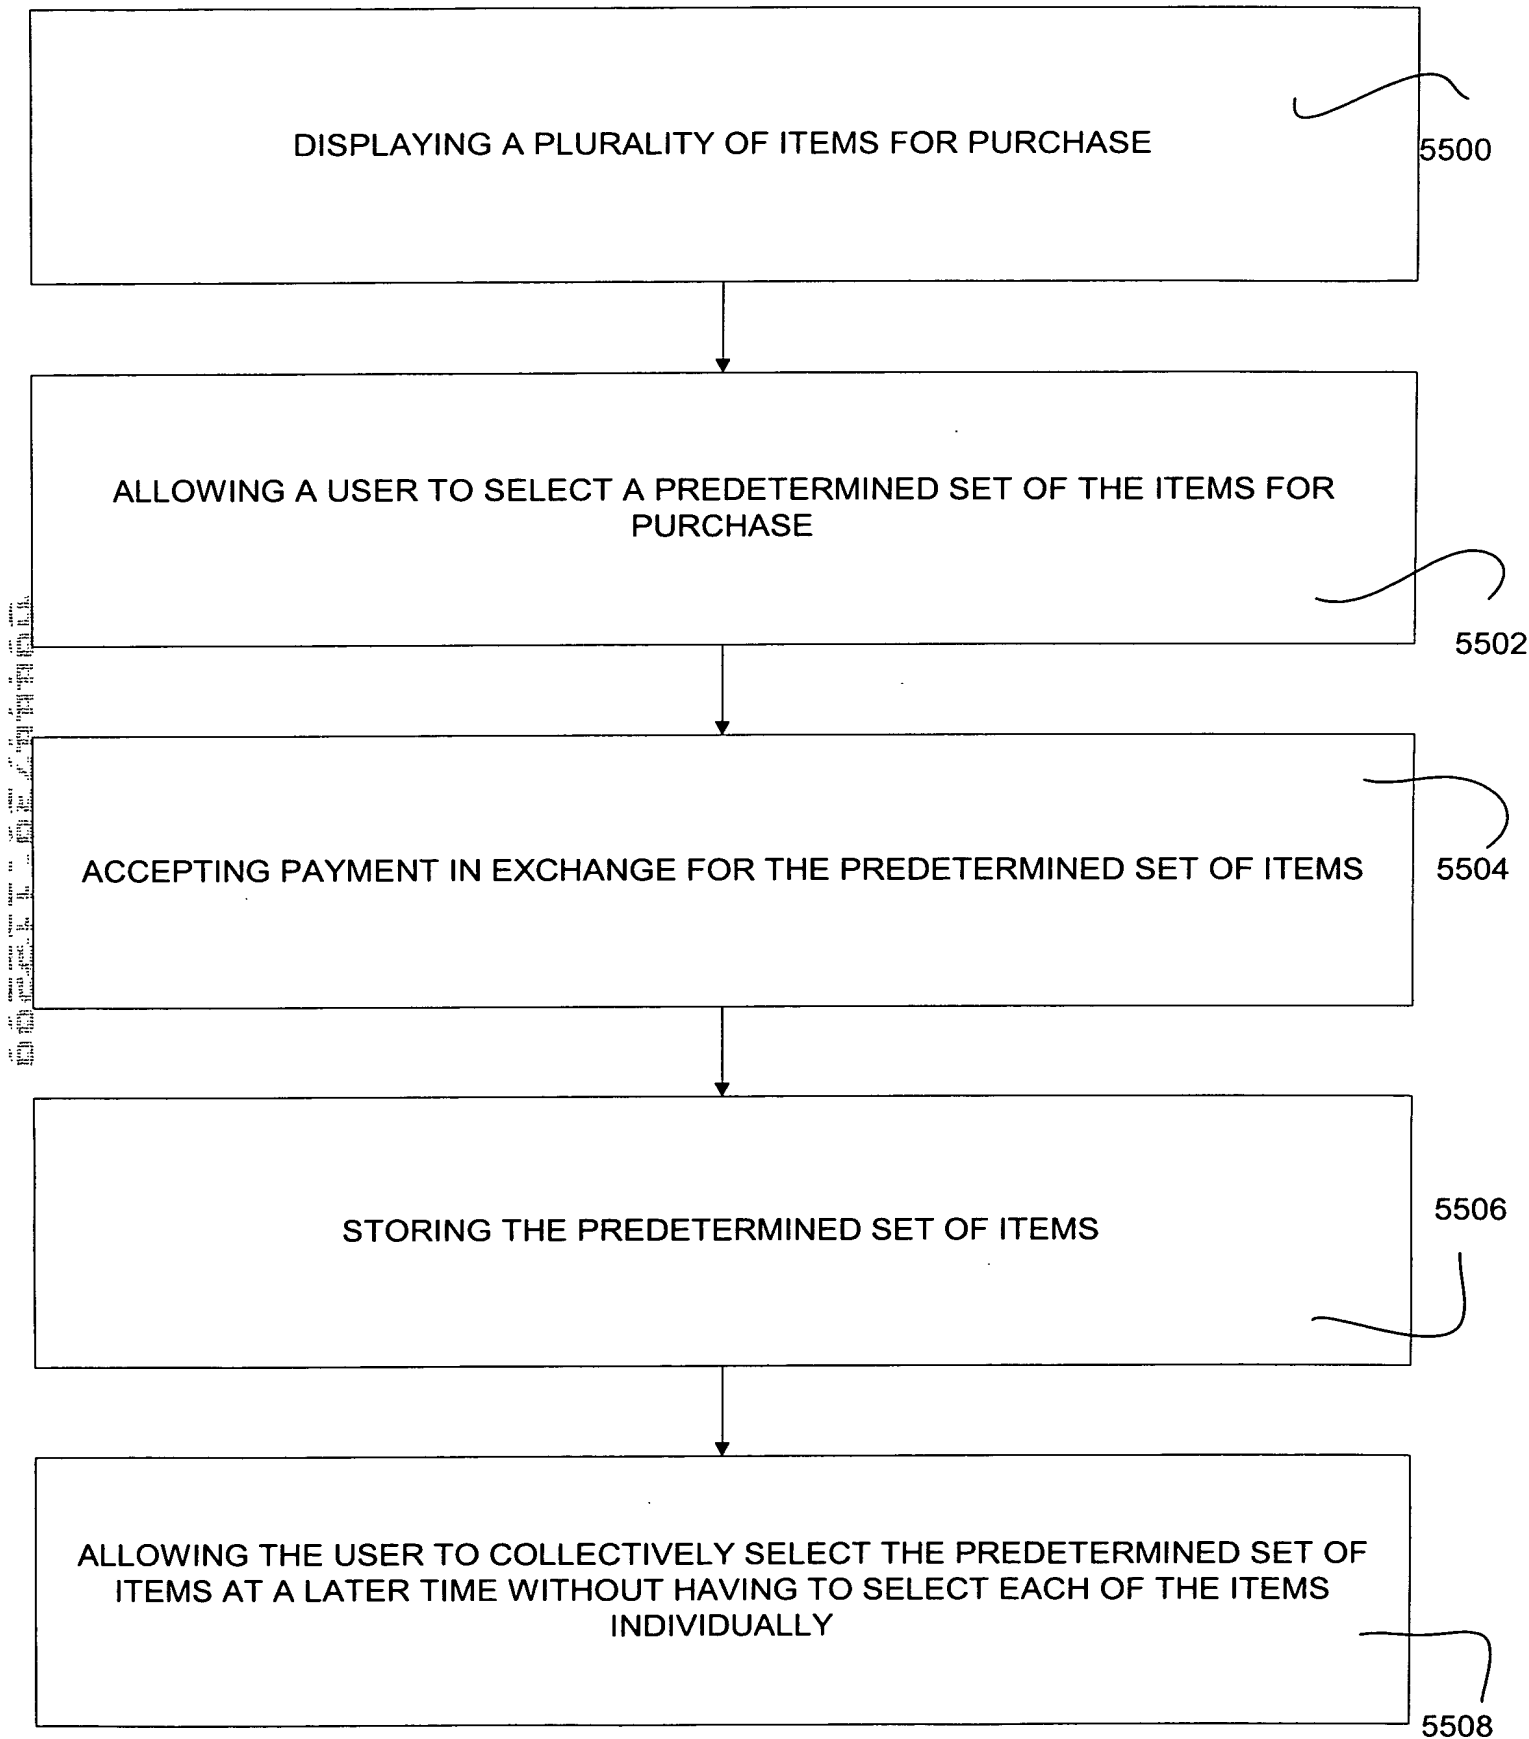 DISPLAYING A PLURALITY OF ITEMS FOR PURCHASE
5500
ALLOWING A USER TO SELECT A PREDETERMINED SET OF THE ITEMS FOR
PURCHASE
5502
ACCEPTING PAYMENT IN EXCHANGE FOR THE PREDETERMINED SET OF ITEMS
5504
STORING THE PREDETERMINED SET OF ITEMS
5506
ALLOWING THE USER TO COLLECTIVELY SELECT THE PREDETERMINED SET OF
ITEMS AT A LATER TIME WITHOUT HAVING TO SELECT EACH OF THE ITEMS
INDIVIDUALLY
5508